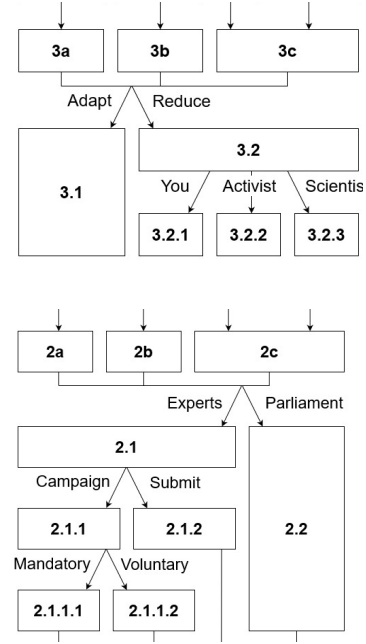 3a 3b 3c
Adapt Reduce
3.1 3.2
You Activist Scientis
3.2.1 3.2.2 3.2.3
2a 2b 2c
Experts Parliament
2.1
Campaign Submit
2.1.1 2.1.2 2.2
Mandatory Voluntary
2.1.1.1 2.1.1.2